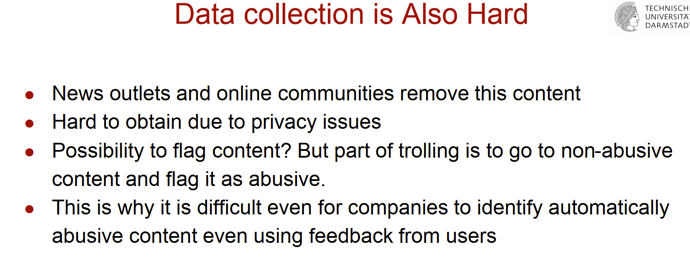 Data collection is Also Hard
TECHNISCH
UNIVERSITA
DARMSTAD
News outlets and online communities remove this content
Hard to obtain due to privacy issues
Possibility to flag content? But part of trolling is to go to non-abusive
content and flag it as abusive.
This is why it is difficult even for companies to identify automatically
abusive content even using feedback from users